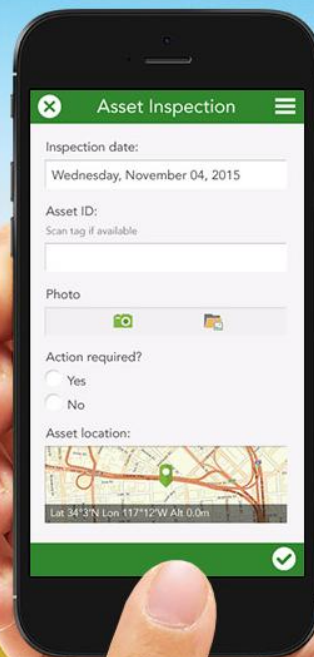 Asset Inspection
Inspection date:
Wednesday, November 04, 2015
Asset ID:
Scan tag if available
Photo
Action required?
Yes
No
Asset location:
Lat 34°3'N Lon 117°12'W Alt 0.0m